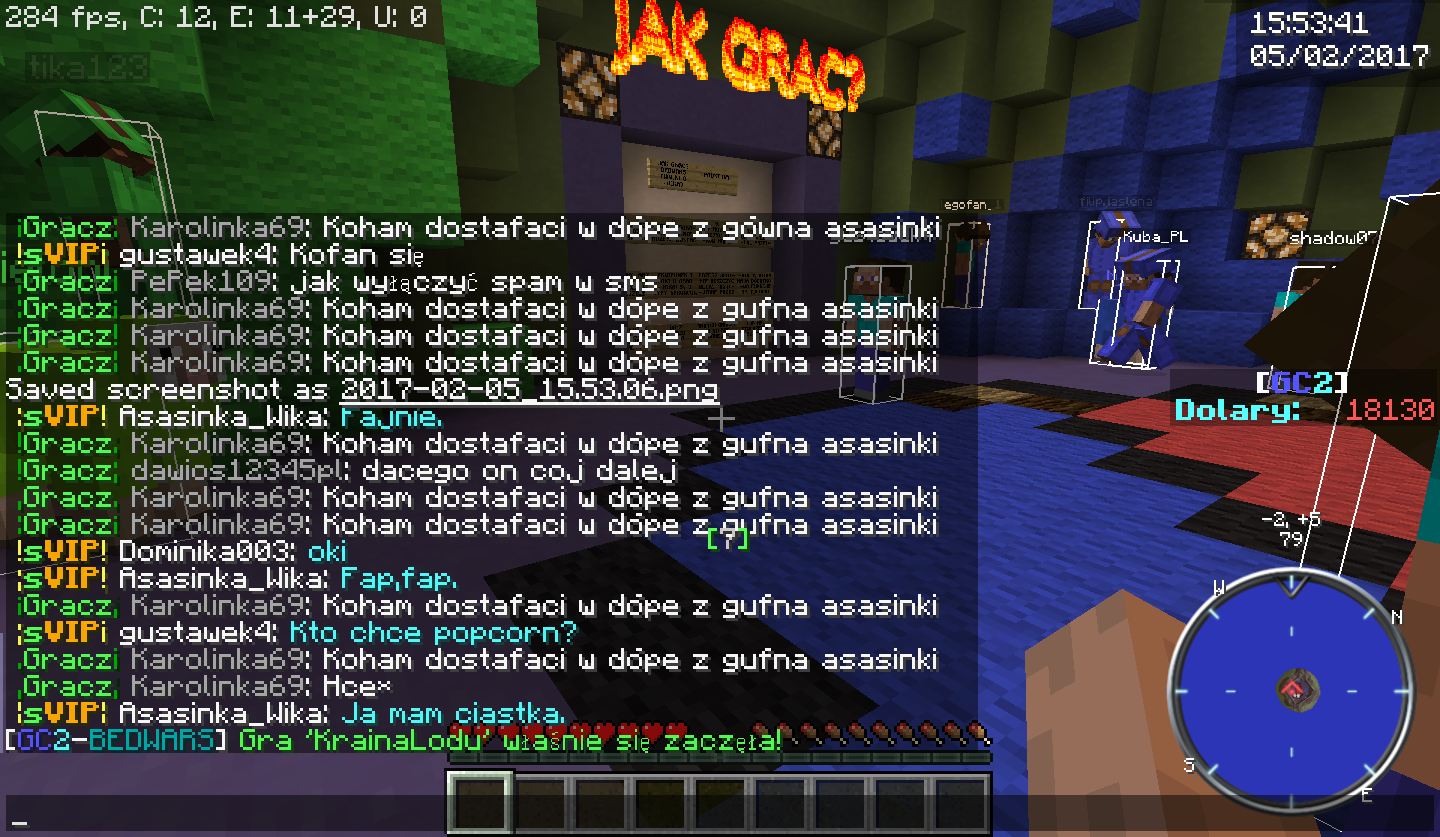 284 fps, C: 12, E: 11+29, U: 0
15:53:41
05/02/2017
tika123
JAK GRAC?
egofan_1
Kuba_PL
shadow07
Gracz Karolinka69: Koham dostafaci w dópe z gówna asasinki
!sVIP¡ gustawek4: Kofan się
Gracz PeRek109: jak wyłączyć spam w sms
Gracz Karolinka69: Koham dostafaci w dópe z gufna asasinki
Gracz Karolinka69: Koham dostafaci w dópe z gufna asasinki
Gracz Karolinka69: Koham dostafaci w dópe z gufna asasinki
Saved screenshot as 2017-02-05_15.53.06.png
[GC2]
Dolary: 18130
¦sVIP! Asasinka_Wika: Fajnie.
Gracz Karolinka69: Koham dostafaci w dópe z gufna asasinki
Gracz dawios12345pl: dacego on coj dalej
Gracz Karolinka69: Koham dostafaci w dópe z gufna asasinki
Gracz Karolinka69: Koham dostafaci w dópe z gufna asasinki
[?]
-2, +5
79
!sVIP! Dominika003: oki
¦sVIP! Asasinka_Wika: Fap,fap.
Gracz Karolinka69: Koham dostafaci w dópe z gufna asasinki
¦sVIP¡ gustawek4: Kto chce popcorn?
Gracz Karolinka69: Koham dostafaci w dópe z gufna asasinki
Gracz Karolinka69: Hce×
!sVIP! Asasinka_Wika: Ja mam ciastka.
[GC2-BEDWARS] Gra 'KrainaLodu' właśnie się zaczęła!
W
N
S
E
_